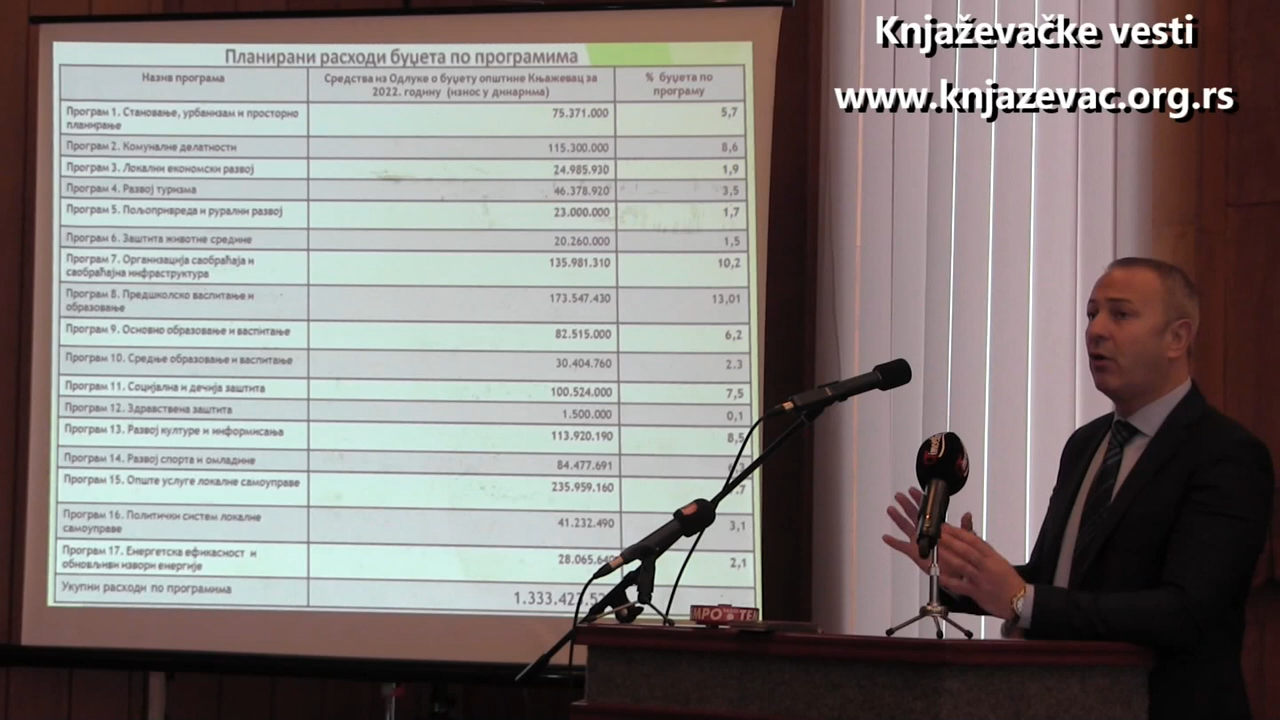 Knjaževačke vesti
www.knjazevac.org.rs
Планирани расходи буџета по програмима
Назив програма
Средства из Одлуке о буџету општине Књажевац за
2022. годину (износ у динарима)
% буџета по
програму
Програм 1. Становање, урбанизам и просторно
планирање
75.371.000
5,7
Програм 2. Комуналне делатности
115.300.000
8,6
Програм 3. Локални економски развој
24.985.930
1,9
Програм 4. Развој туризма
46.378.920
3,5
Програм 5. Пољопривреда и рурални развој
23.000.000
1,7
Програм 6. Заштита животне средине
20.260.000
1,5
Програм 7. Организација саобраћаја и
саобраћајна инфраструктура
135.981.310
10,2
Програм 8. Предшколско васпитање и
образовање
173.547.430
13,01
Програм 9. Основно образовање и васпитање
82.515.000
6,2
Програм 10. Средње образовање и васпитање
30.404.760
2.3
Програм 11. Социјална и дечија заштита
100.524.000
7,5
Програм 12. Здравствена заштита
1.500.000
0,1
Програм 13. Развој културе и информисања
113.920.190
8,5
Програм 14. Развој спорта и омладине
84.477.691
Програм 15. Опште услуге локалне самоуправе
235.959.160
Програм 16. Политички систем локалне
самоуправе
41.232.490
3,1
Програм 17. Енергетска ефикасност и
обновљиви извори енергије
28.065.640
2,1
Укупни расходи по програмима